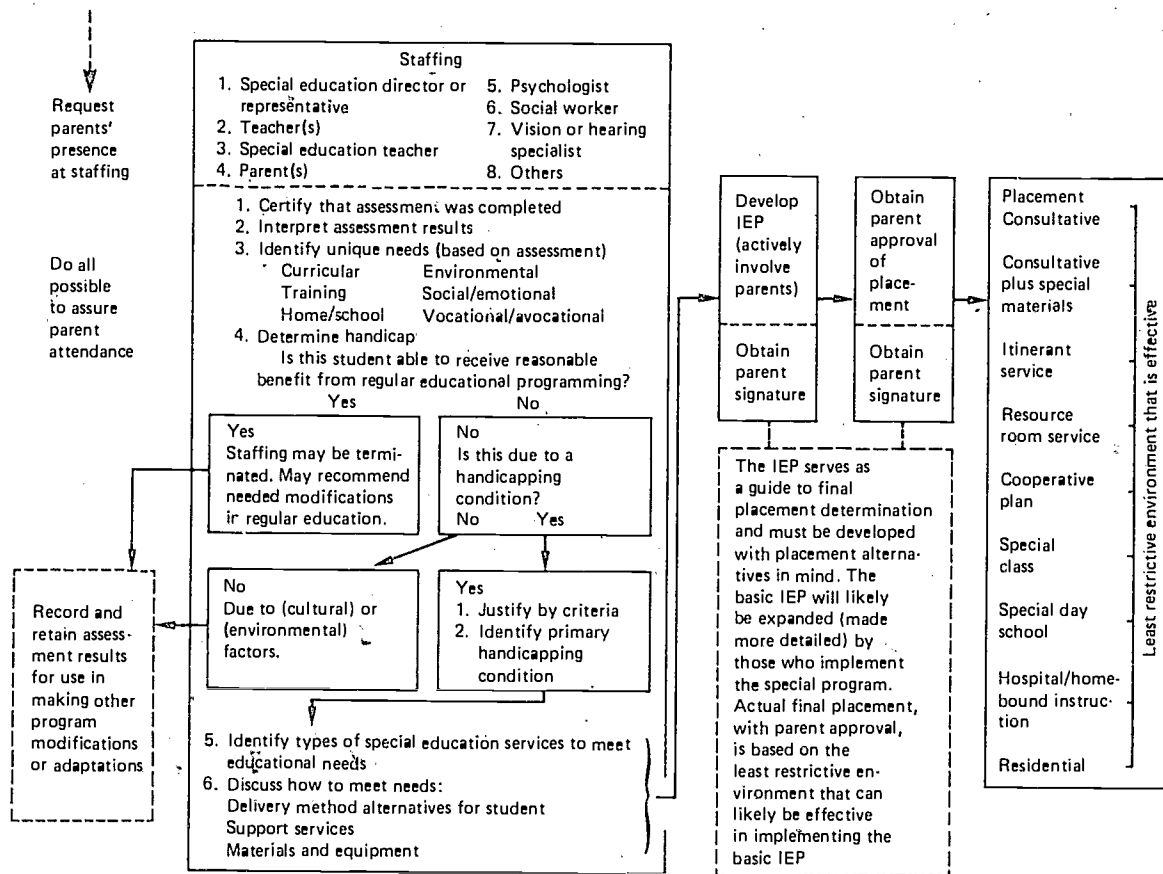 Request
parents'
presence
at staffing
Do all
possible
to assure
parent
attendance
Staffing
1. Special education director or
representative
2. Teacher(s)
3. Special education teacher
4. Parent(s)
5. Psychologist
6. Social worker
7. Vision or hearing
specialist
8. Others
1. Certify that assessment was completed
2. Interpret assessment results
3. Identify unique needs (based on assessment)
Curricular Environmental
Training Social/emotional
Home/school Vocational/avocational
4. Determine handicap
Is this student able to receive reasonable
benefit from regular educational programming?
Yes No
Yes
Staffing may be termi-
nated. May recommend
needed modifications
in regular education.
No
Is this due to a
handicapping
condition?
No Yes
No
Due to (cultural) or
(environmental)
factors.
Yes
1. Justify by criteria
2. Identify primary
handicapping
condition
Record and
retain assess-
ment results
for use in
making other
program
modifications
or adaptations
5. Identify types of special education services to meet
educational needs
6. Discuss how to meet needs:
Delivery method alternatives for student
Support services
Materials and equipment
Develop
IEP
(actively
involve
parents)
Obtain
parent
signature
Obtain
parent
approval
of
place-
ment
Obtain
parent
signature
The IEP serves as
a guide to final
placement determination
and must be developed
with placement alterna-
tives in mind. The
basic IEP will likely
be expanded (made
more detailed) by
those who implement
the special program.
Actual final placement,
with parent approval,
is based on the
least restrictive en-
vironment that can
likely be effective
in implementing the
basic IEP
Placement
Consultative
Consultative
plus special
materials
Itinerant
service
Resource
room service
Cooperative
plan
Special
class
Special day
school
Hospital/home-
bound instruc-
tion
Residential
Least restrictive environment that is effective